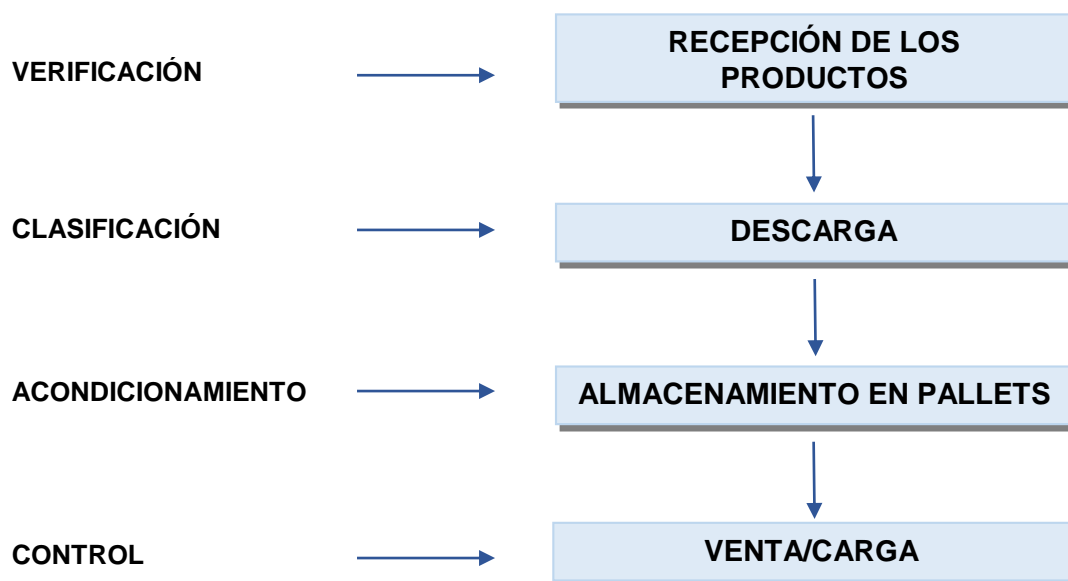 VERIFICACIÓN
RECEPCIÓN DE LOS
PRODUCTOS
CLASIFICACIÓN
DESCARGA
ACONDICIONAMIENTO
ALMACENAMIENTO EN PALLETS
CONTROL
VENTA/CARGA